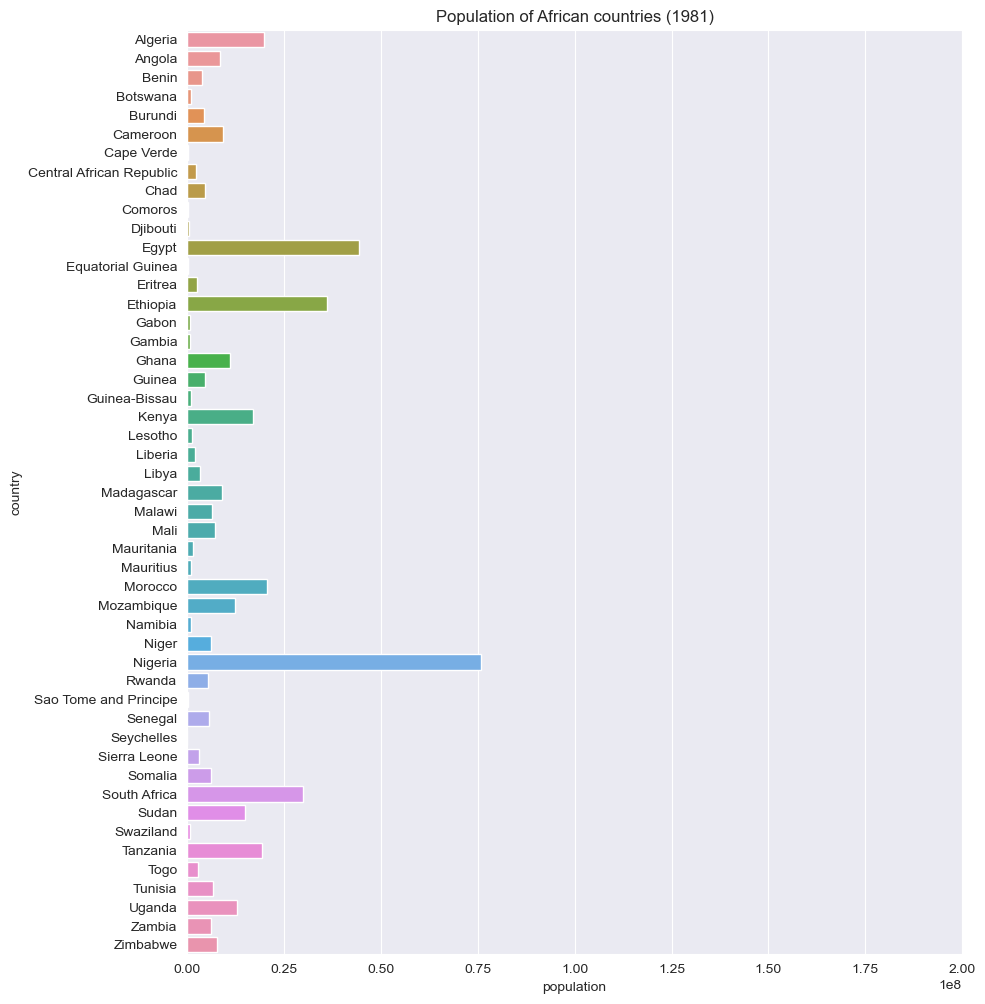 Population of African countries (1981)
Algeria
Angola
Benin
Botswana
Burundi
Cameroon
Cape Verde
Central African Republic
Chad
Comoros
Djibouti
Egypt
Equatorial Guinea
Eritrea
Ethiopia
Gabon
Gambia
Ghana
Guinea
Guinea-Bissau
Kenya
Lesotho
Liberia
Libya
Madagascar
Malawi
Mali
Mauritania
Mauritius
Morocco
Mozambique
Namibia
Niger
Nigeria
Rwanda
Sao Tome and Principe
Senegal
Seychelles
Sierra Leone
Somalia
South Africa
Sudan
Swaziland
Tanzania
Togo
Tunisia
Uganda
Zambia
Zimbabwe
country
0.00 0.25 0.50 0.75 1.00 1.25 1.50 1.75 2.00
1e8
population